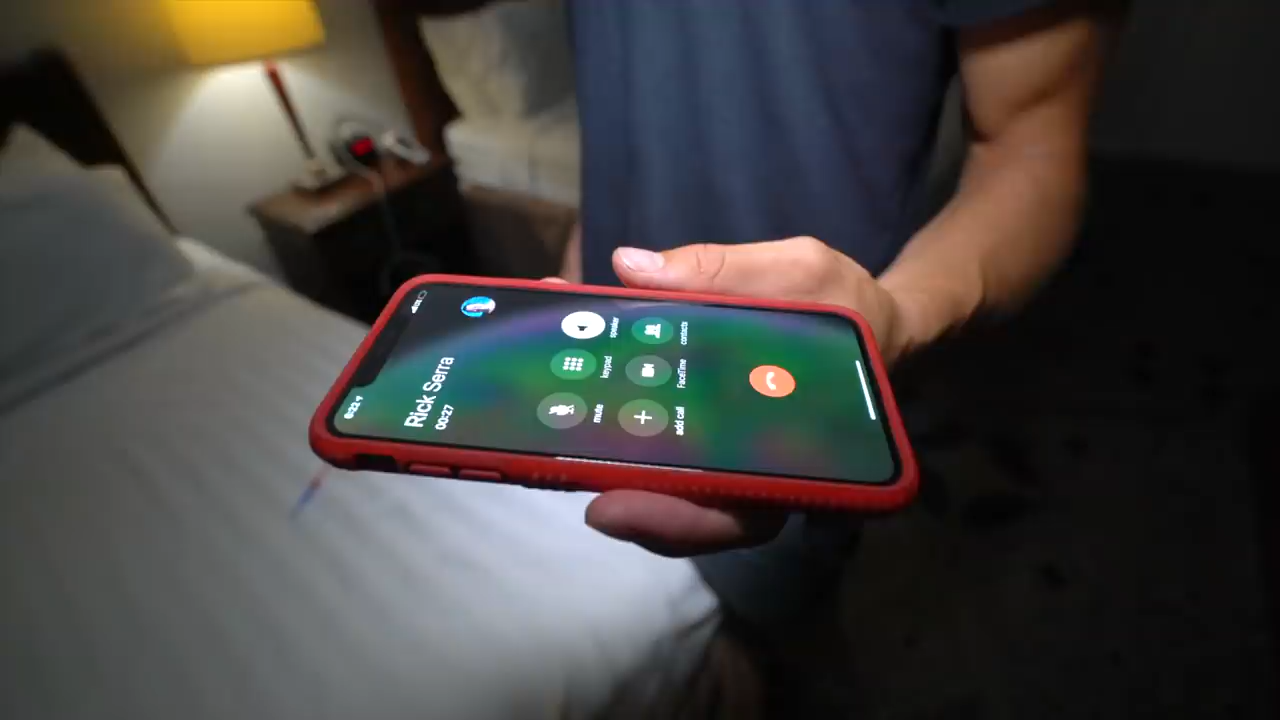 Rick Serra
00:27
mute
keypad
speaker
add call
FaceTime
contacts